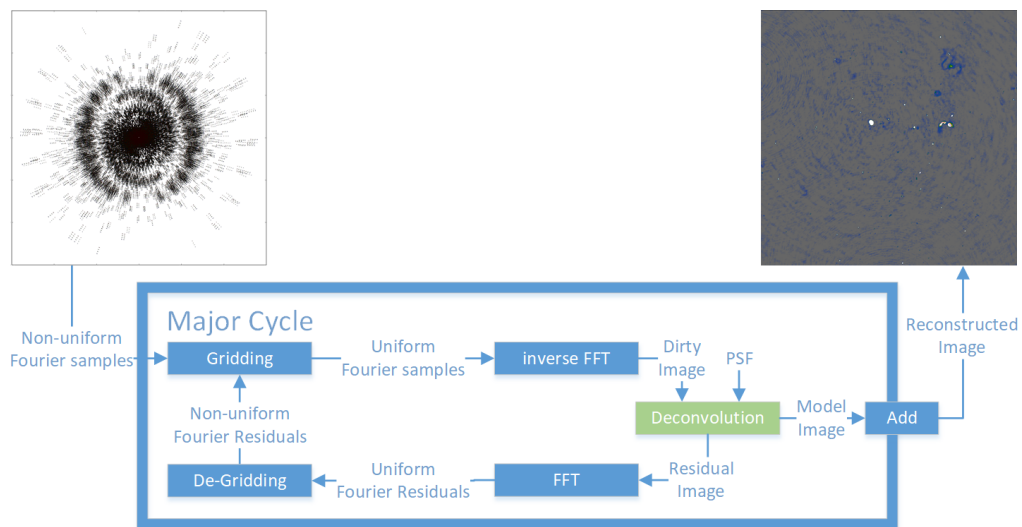 Major Cycle
Non-uniform
Fourier samples
Gridding
Uniform
Fourier samples
inverse FFT
Dirty
Image
PSF
Reconstructed
Image
Non-uniform
Fourier Residuals
Deconvolution
Model
Image
Add
De-Gridding
Uniform
Fourier Residuals
FFT
Residual
Image